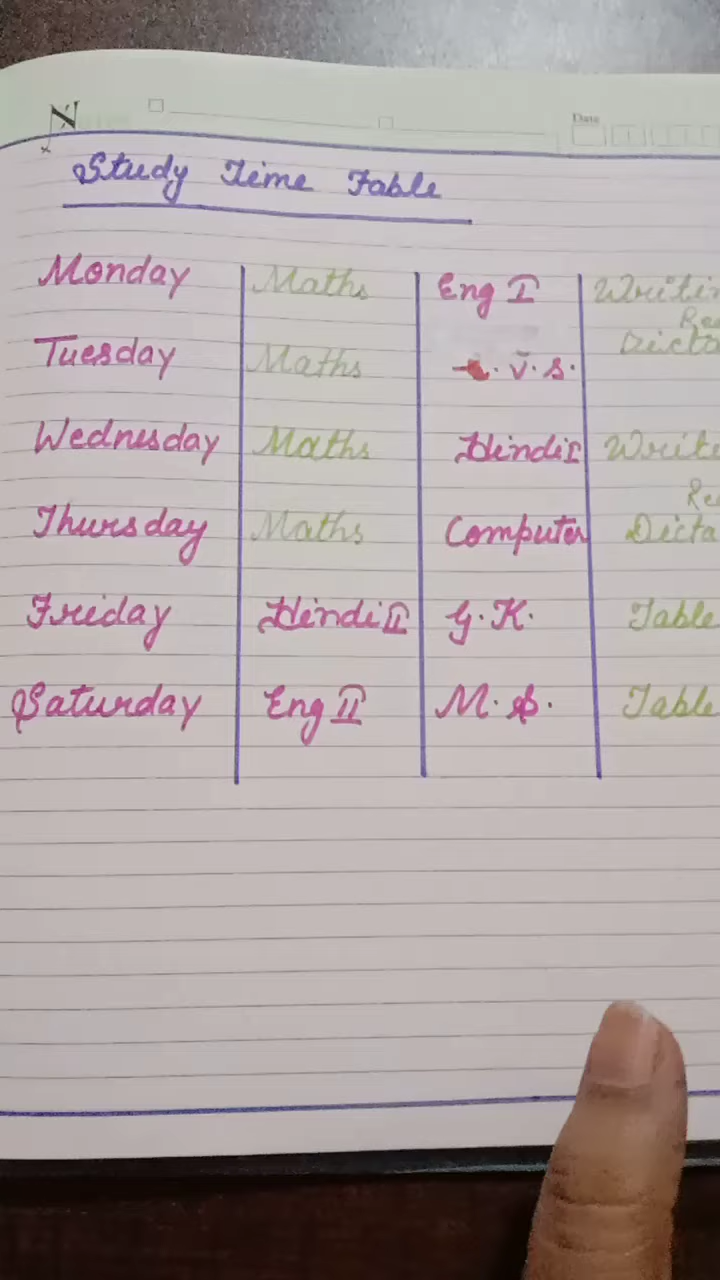 Date
Study Time Table
Monday Maths Eng I
Tuesday Maths . V. S.
Wednesday Maths Hindi I
Thursday Maths Computer
Friday Hindi II G. K. Table
Saturday Eng II M. S. Table